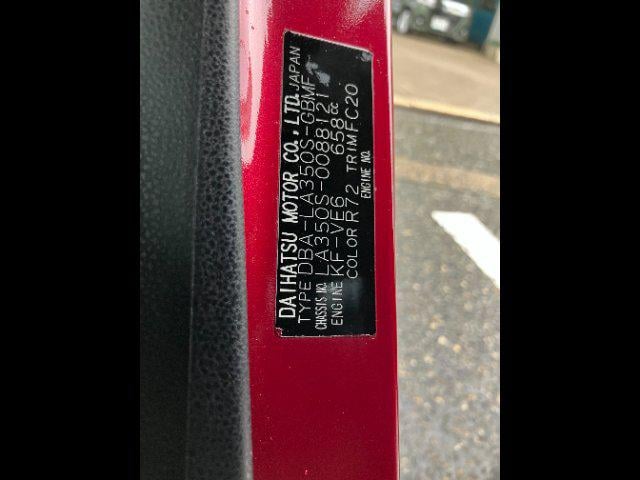 DAIHATSU MOTOR CO., LTD. JAPAN
TYPE DBA-LA350S-GBMF
CHASSIS NO. LA350S-0088121
ENGINE KF-VE6 658cc
COLOR R72 TRIM FC20
ENGINE NO.